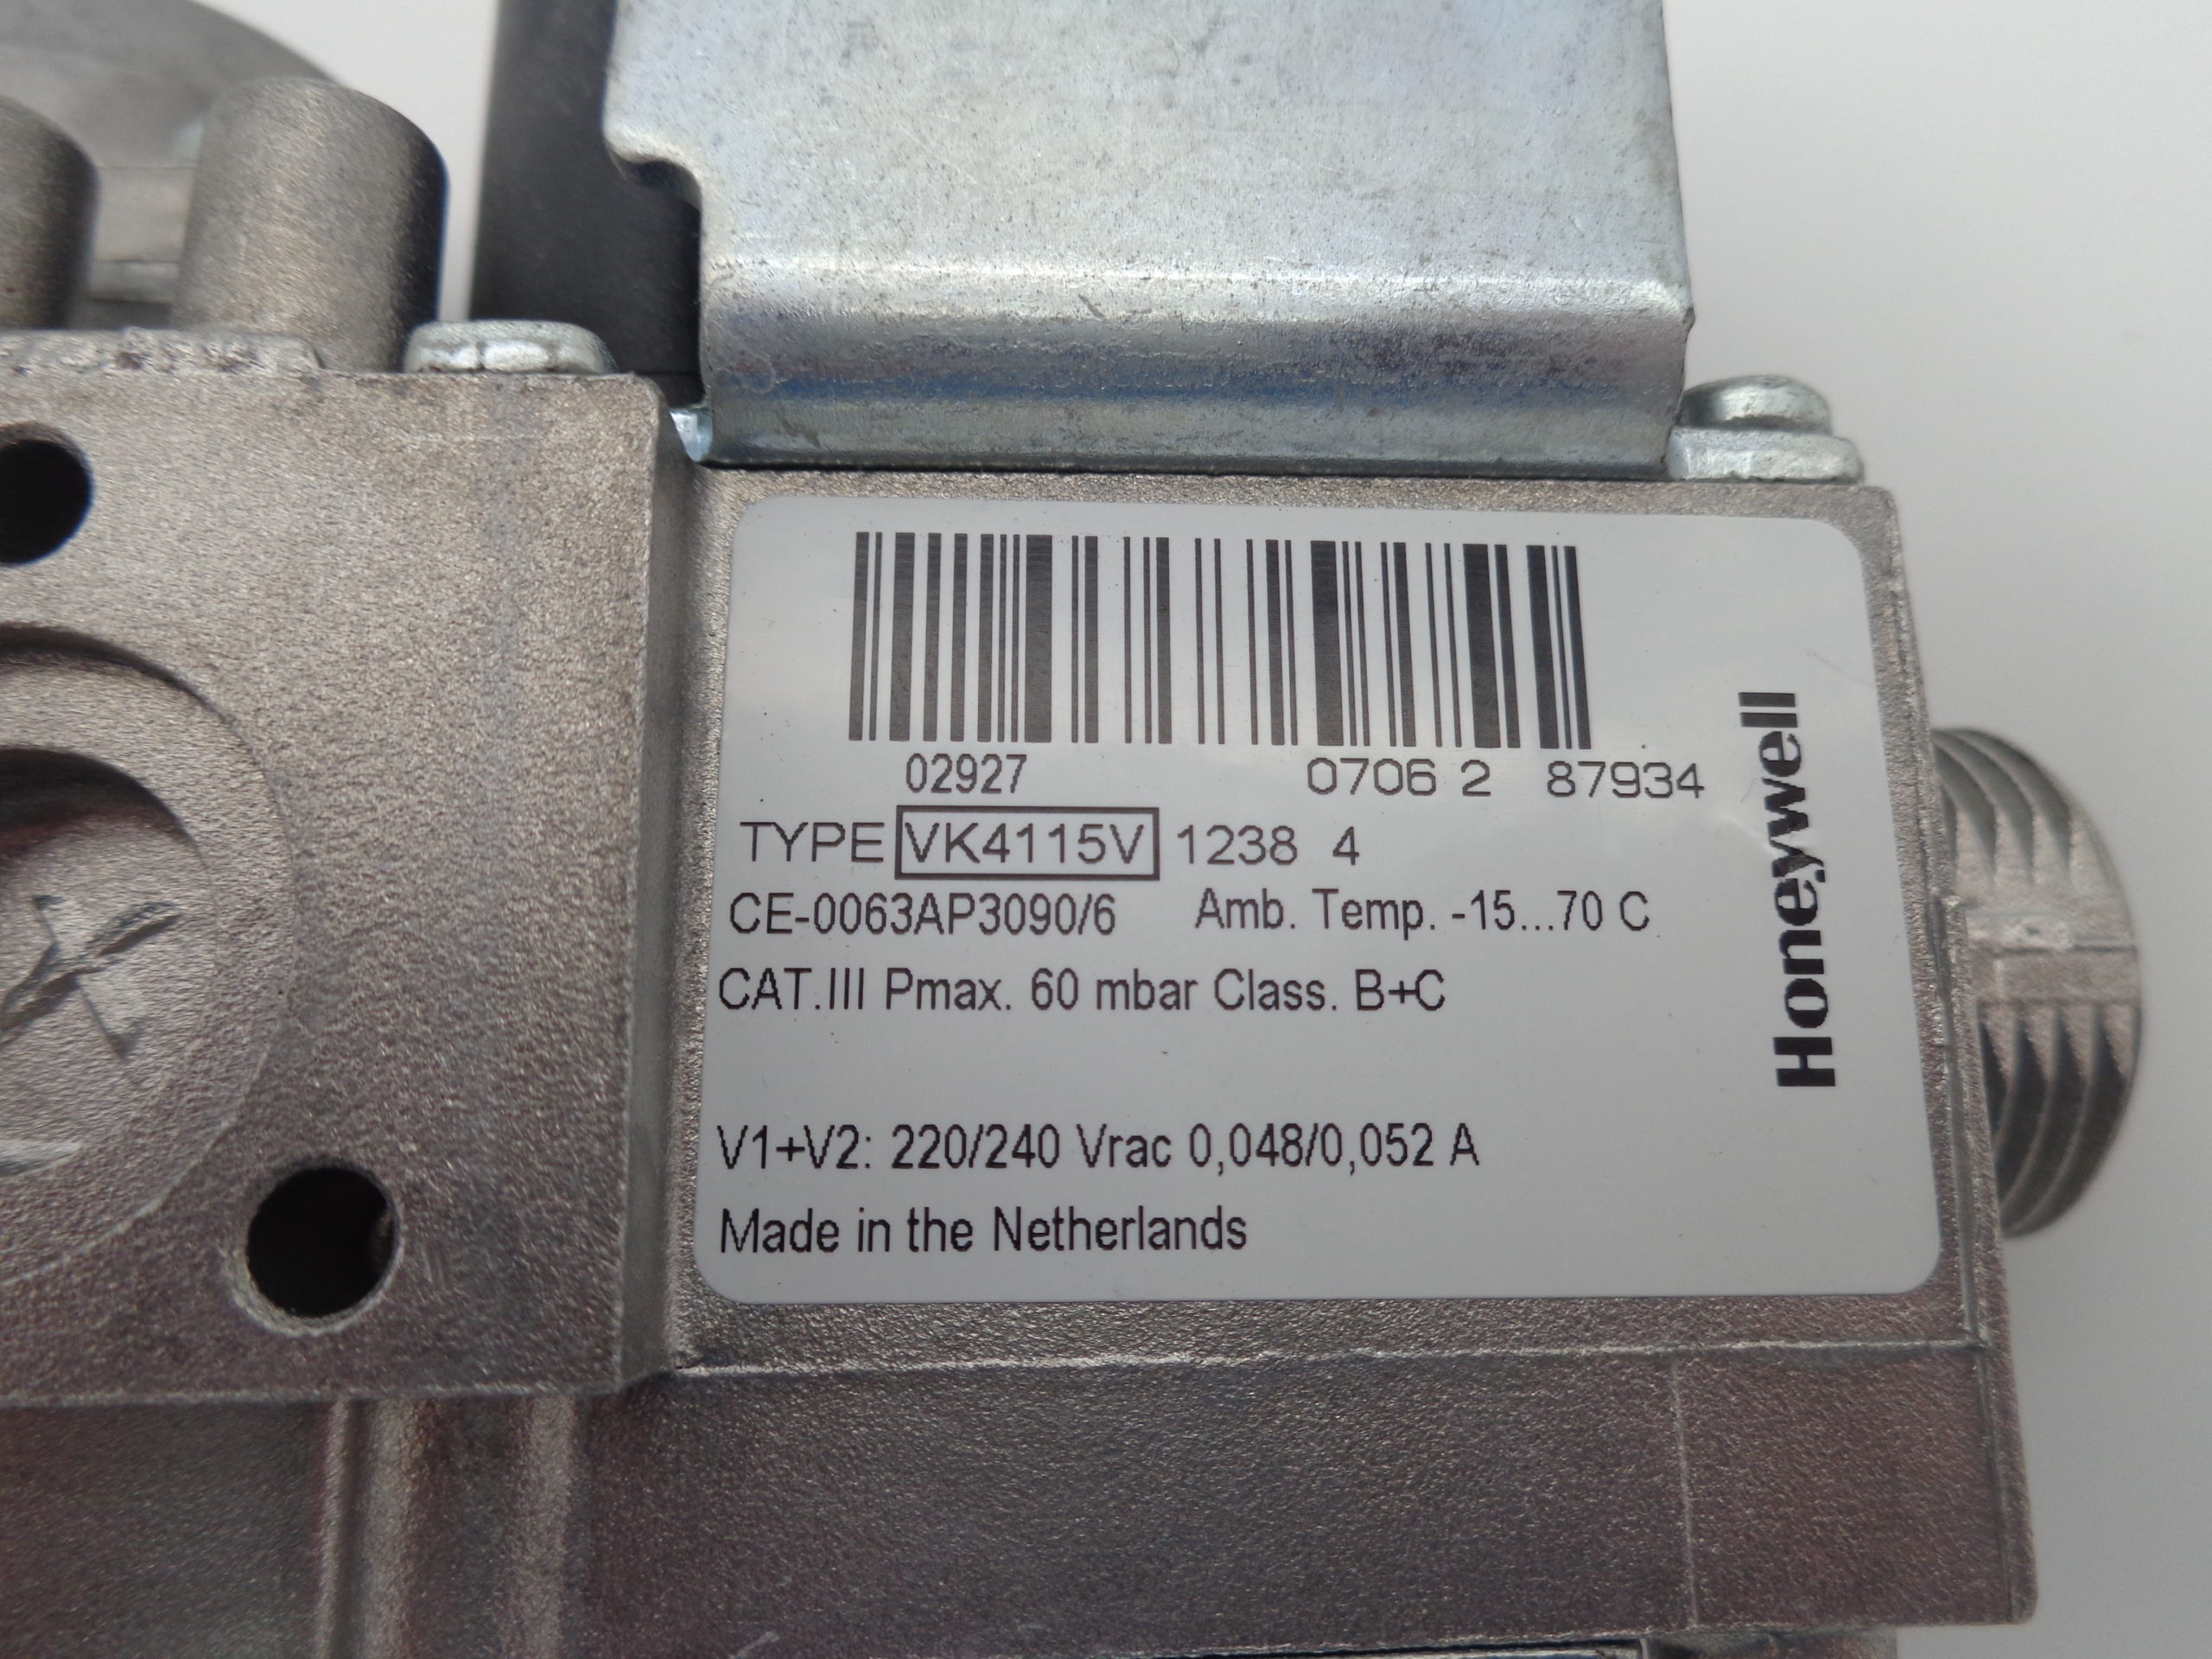 02927 0706 2 87934
TYPE VK4115V 1238 4
CE-0063AP3090/6 Amb. Temp. -15...70 C
CAT.III Pmax. 60 mbar Class. B+C
V1+V2: 220/240 Vrac 0,048/0,052 A
Made in the Netherlands
Honeywell